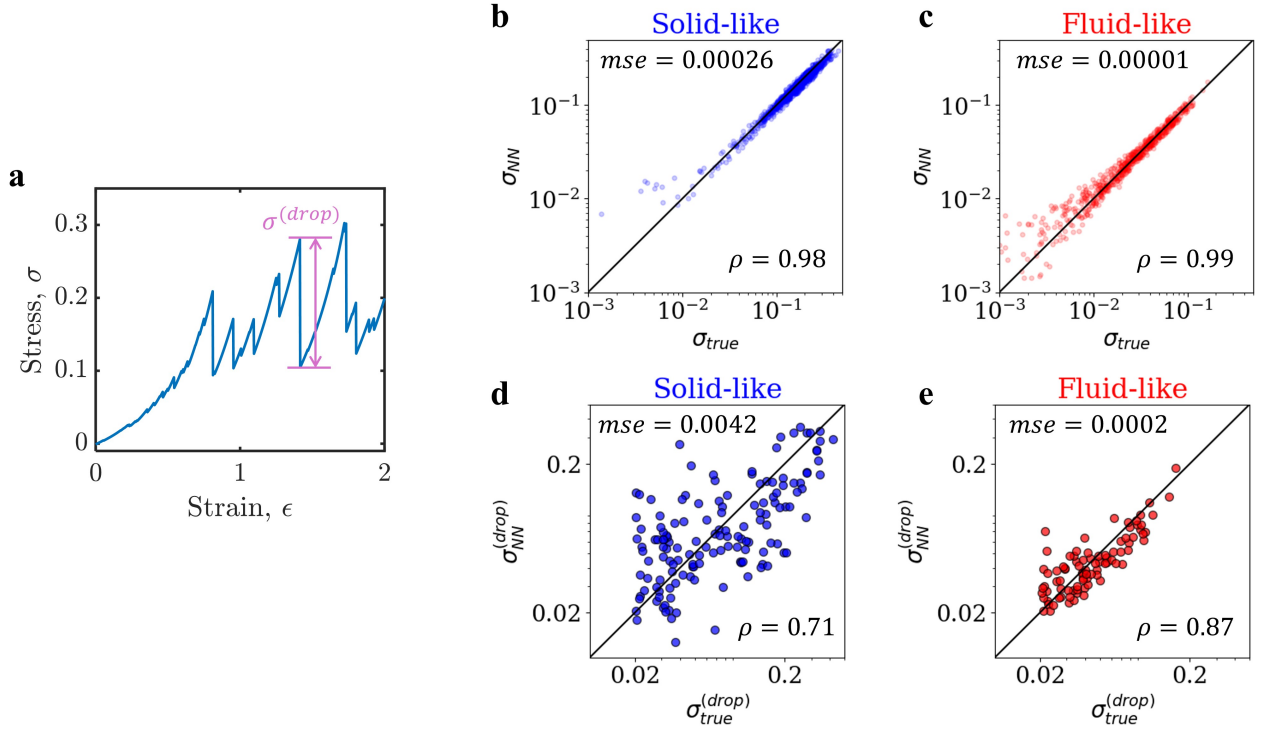 a
0.3
0.2
0.1
0
0
1
2
Stress, σ
Strain, ϵ
σ^(drop)
b
Solid-like
mse = 0.00026
ρ = 0.98
10⁻¹
10⁻²
10⁻³
10⁻³
10⁻²
10⁻¹
σ_NN
σ_true
c
Fluid-like
mse = 0.00001
ρ = 0.99
10⁻¹
10⁻²
10⁻³
10⁻³
10⁻²
10⁻¹
σ_NN
σ_true
d
Solid-like
mse = 0.0042
ρ = 0.71
0.2
0.02
0.02
0.2
σ_NN^(drop)
σ_true^(drop)
e
Fluid-like
mse = 0.0002
ρ = 0.87
0.2
0.02
0.02
0.2
σ_NN^(drop)
σ_true^(drop)